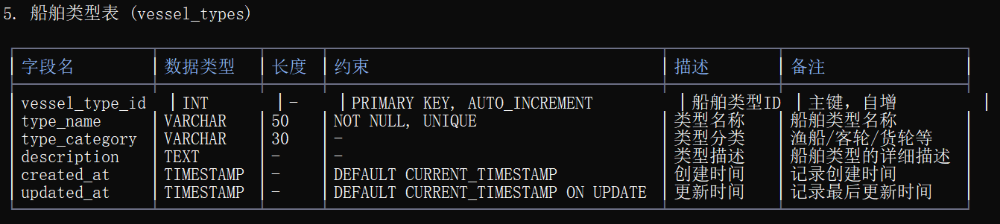 5. 船舶类型表 (vessel_types)
字段名 数据类型 长度 约束 描述 备注
vessel_type_id INT - PRIMARY KEY, AUTO_INCREMENT 船舶类型ID 主键，自增
type_name VARCHAR 50 NOT NULL, UNIQUE 类型名称 船舶类型名称
type_category VARCHAR 30 - 类型分类 渔船/客轮/货轮等
description TEXT - - 类型描述 船舶类型的详细描述
created_at TIMESTAMP - DEFAULT CURRENT_TIMESTAMP 创建时间 记录创建时间
updated_at TIMESTAMP - DEFAULT CURRENT_TIMESTAMP ON UPDATE 更新时间 记录最后更新时间